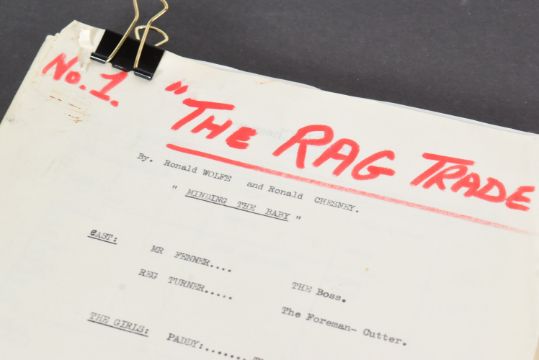 No. 1. "THE RAG TRADE
By. Ronald WOLFE and Ronald CHESNEY.
" MINDING THE BABY "
CAST:
MR FENNER.... THE Boss.
REG TURNER..... The Foreman- Cutter.
THE GIRLS: PADDY:........